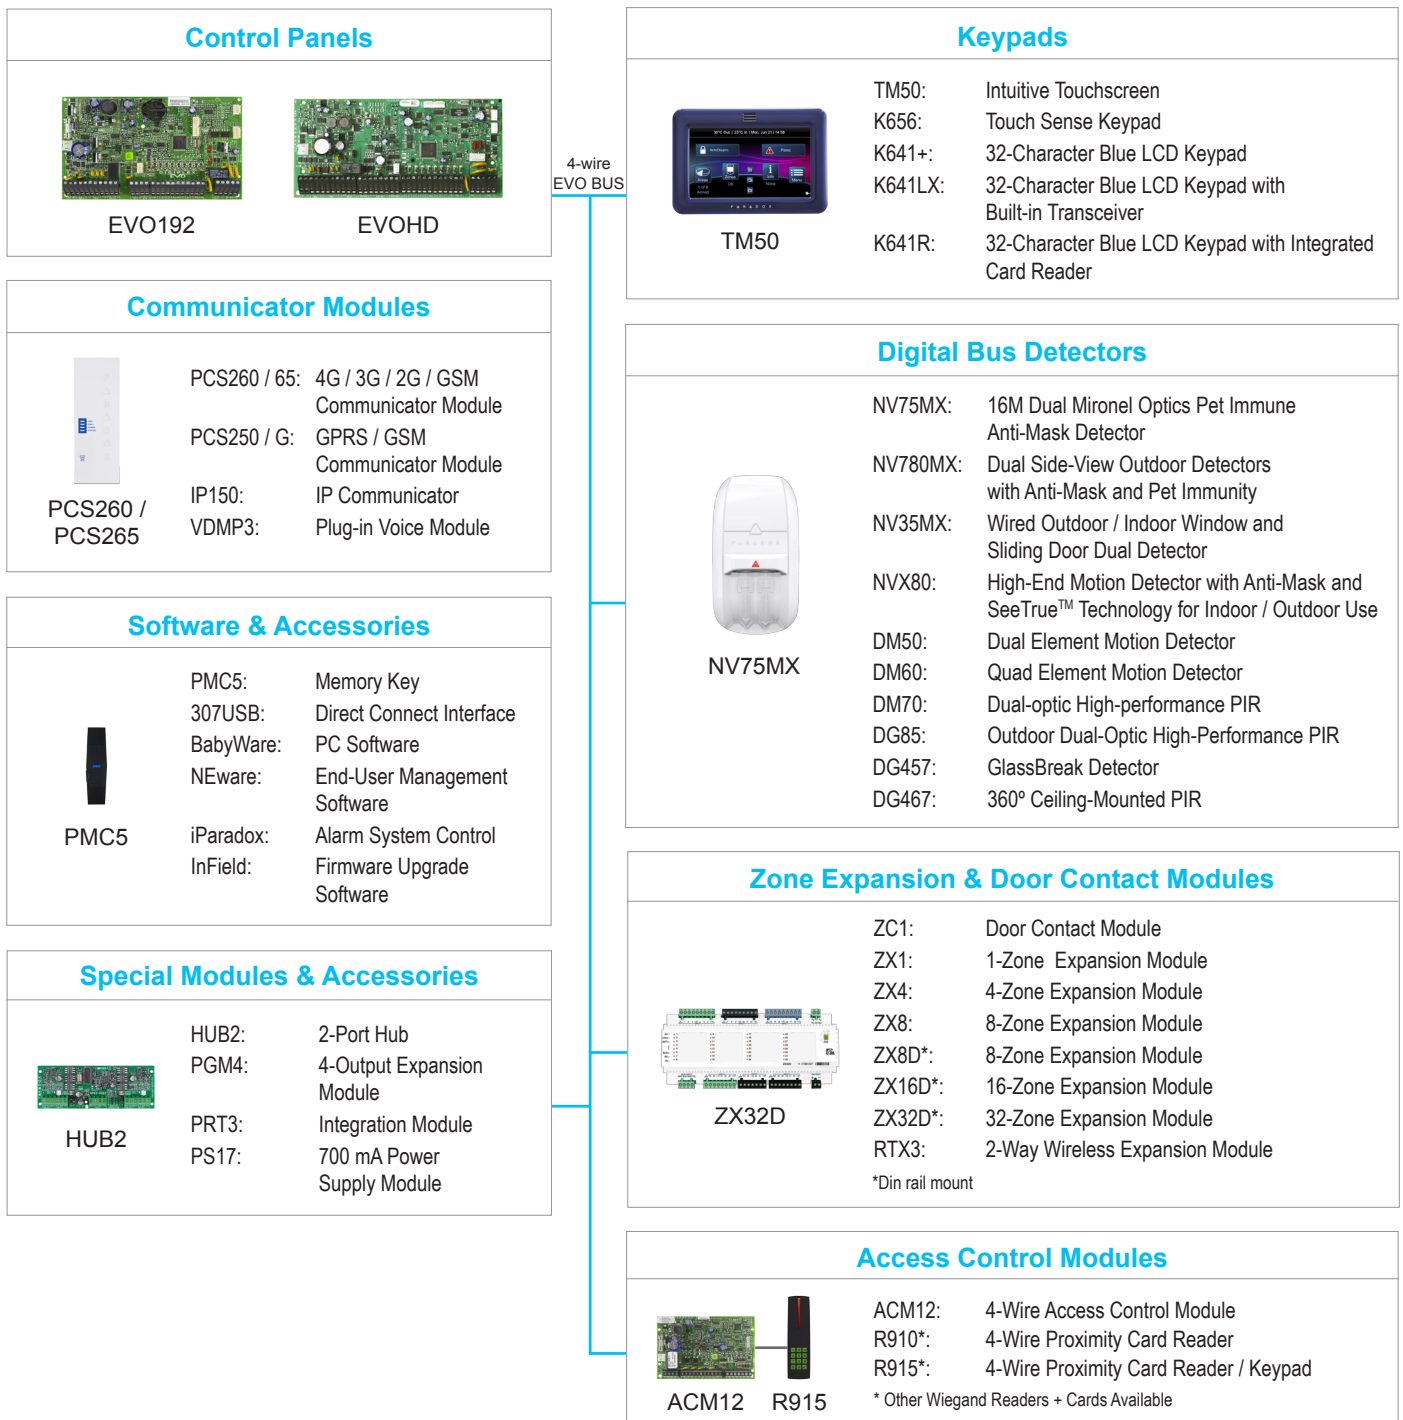 Control Panels
EVO192
EVOHD
4-wire
EVO BUS
Communicator Modules
PCS260 /
PCS265
PCS260 / 65: 4G / 3G / 2G / GSM
Communicator Module
PCS250 / G: GPRS / GSM
Communicator Module
IP150: IP Communicator
VDMP3: Plug-in Voice Module
Software & Accessories
PMC5
PMC5: Memory Key
307USB: Direct Connect Interface
BabyWare: PC Software
NEware: End-User Management
Software
iParadox: Alarm System Control
InField: Firmware Upgrade
Software
Special Modules & Accessories
HUB2
HUB2: 2-Port Hub
PGM4: 4-Output Expansion
Module
PRT3: Integration Module
PS17: 700 mA Power
Supply Module
Keypads
PARADOX
TM50
TM50: Intuitive Touchscreen
K656: Touch Sense Keypad
K641+: 32-Character Blue LCD Keypad
K641LX: 32-Character Blue LCD Keypad with
Built-in Transceiver
K641R: 32-Character Blue LCD Keypad with Integrated
Card Reader
Digital Bus Detectors
PARADOX
NV75MX
NV75MX: 16M Dual Mironel Optics Pet Immune
Anti-Mask Detector
NV780MX: Dual Side-View Outdoor Detectors
with Anti-Mask and Pet Immunity
NV35MX: Wired Outdoor / Indoor Window and
Sliding Door Dual Detector
NVX80: High-End Motion Detector with Anti-Mask and
SeeTrue™ Technology for Indoor / Outdoor Use
DM50: Dual Element Motion Detector
DM60: Quad Element Motion Detector
DM70: Dual-optic High-performance PIR
DG85: Outdoor Dual-Optic High-Performance PIR
DG457: GlassBreak Detector
DG467: 360º Ceiling-Mounted PIR
Zone Expansion & Door Contact Modules
ZX32D
ZC1: Door Contact Module
ZX1: 1-Zone Expansion Module
ZX4: 4-Zone Expansion Module
ZX8: 8-Zone Expansion Module
ZX8D*: 8-Zone Expansion Module
ZX16D*: 16-Zone Expansion Module
ZX32D*: 32-Zone Expansion Module
RTX3: 2-Way Wireless Expansion Module
*Din rail mount
Access Control Modules
ACM12
R915
ACM12: 4-Wire Access Control Module
R910*: 4-Wire Proximity Card Reader
R915*: 4-Wire Proximity Card Reader / Keypad
* Other Wiegand Readers + Cards Available